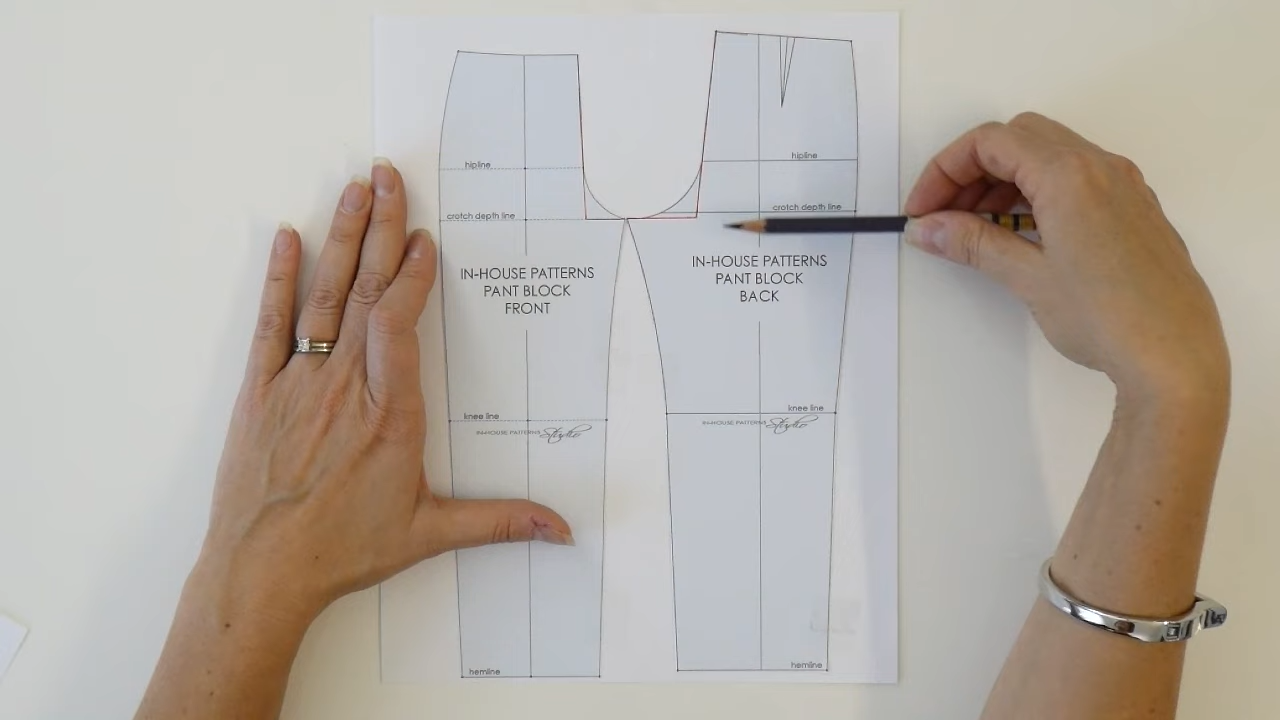 hipline
crotch depth line
IN-HOUSE PATTERNS
PANT BLOCK
FRONT
knee line
IN-HOUSE PATTERNS Studio
hemline
hipline
crotch depth line
IN-HOUSE PATTERNS
PANT BLOCK
BACK
knee line
IN-HOUSE PATTERNS Studio
hemline